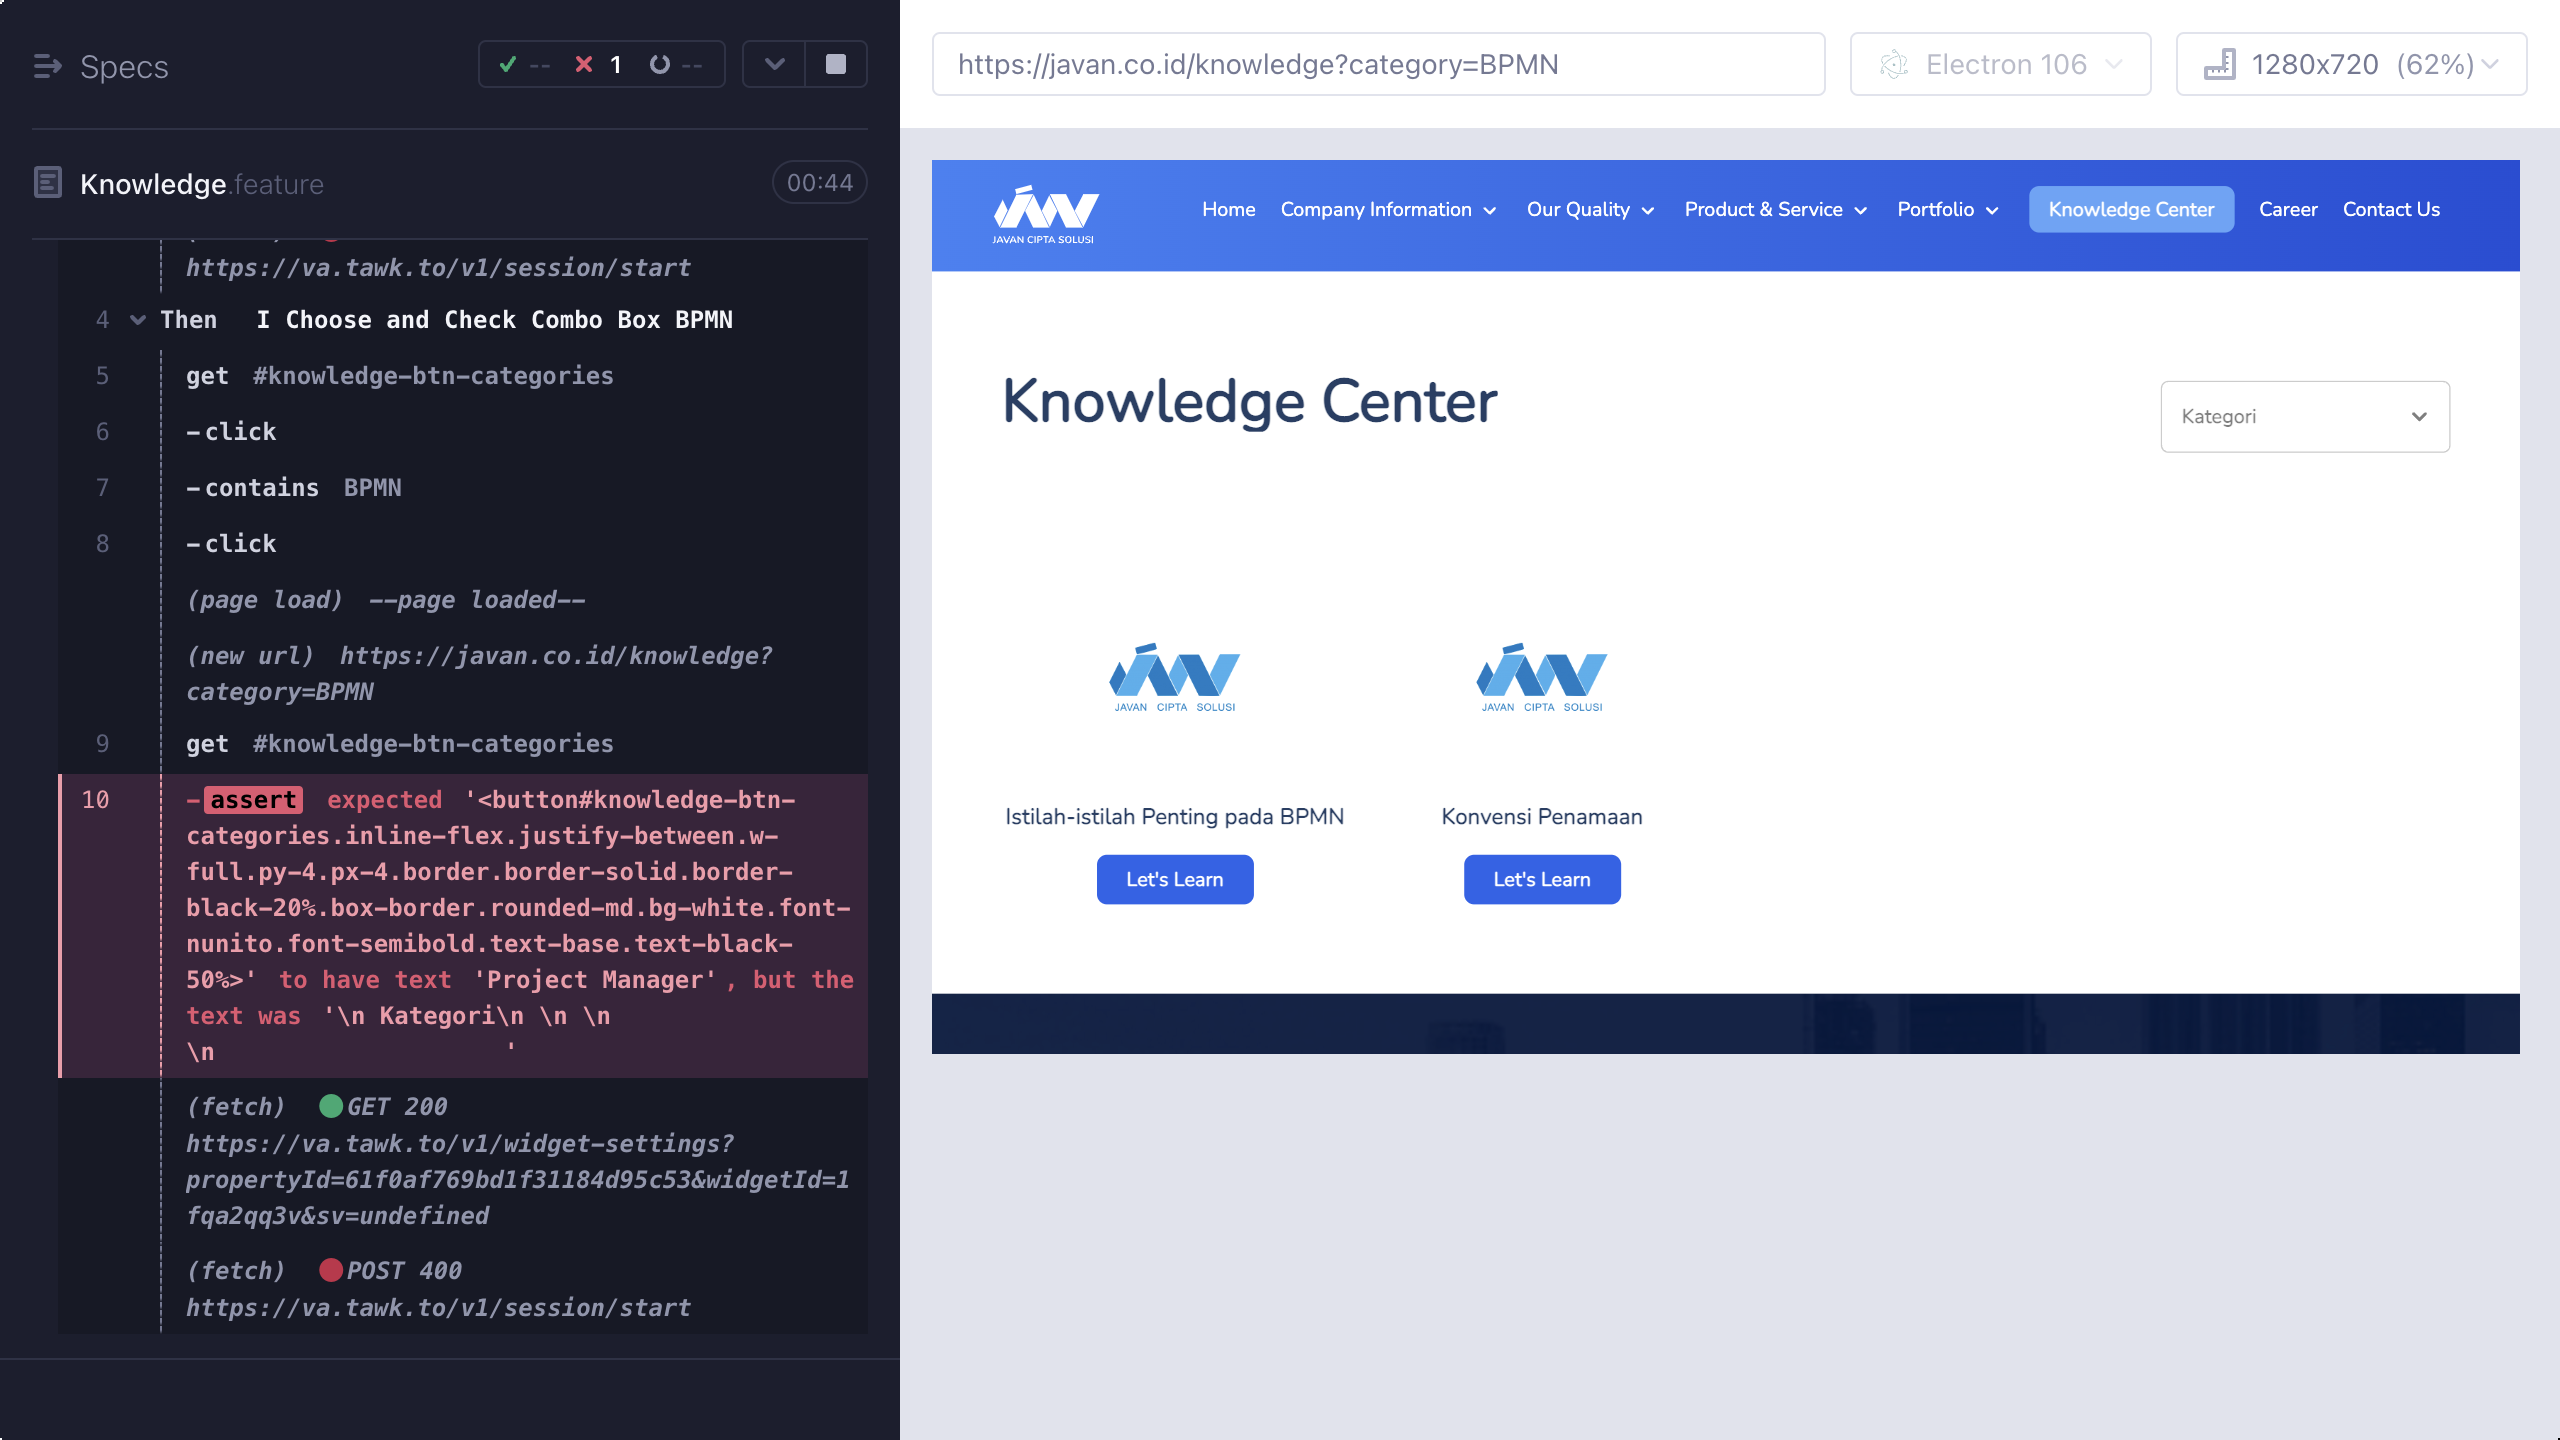 Specs
-- 1 --
Knowledge.feature 00:44
https://va.tawk.to/v1/session/start
4 Then I Choose and Check Combo Box BPMN
5 get #knowledge-btn-categories
6 -click
7 -contains BPMN
8 -click
(page load) --page loaded--
(new url) https://javan.co.id/knowledge?
category=BPMN
9 get #knowledge-btn-categories
10 -assert expected '<button#knowledge-btn-
categories.inline-flex.justify-between.w-
full.py-4.px-4.border.border-solid.border-
black-20%.box-border.rounded-md.bg-white.font-
nunito.font-semibold.text-base.text-black-
50%>' to have text 'Project Manager', but the
text was '\n Kategori\n \n \n
\n '
(fetch) GET 200
https://va.tawk.to/v1/widget-settings?
propertyId=61f0af769bd1f31184d95c53&widgetId=1
fqa2qq3v&sv=undefined
(fetch) POST 400
https://va.tawk.to/v1/session/start
https://javan.co.id/knowledge?category=BPMN
Electron 106
1280x720 (62%)
JAVAN CIPTA SOLUSI
Home Company Information Our Quality Product & Service Portfolio Knowledge Center Career Contact Us
Knowledge Center
Kategori
JAVAN CIPTA SOLUSI
JAVAN CIPTA SOLUSI
Istilah-istilah Penting pada BPMN
Konvensi Penamaan
Let's Learn
Let's Learn